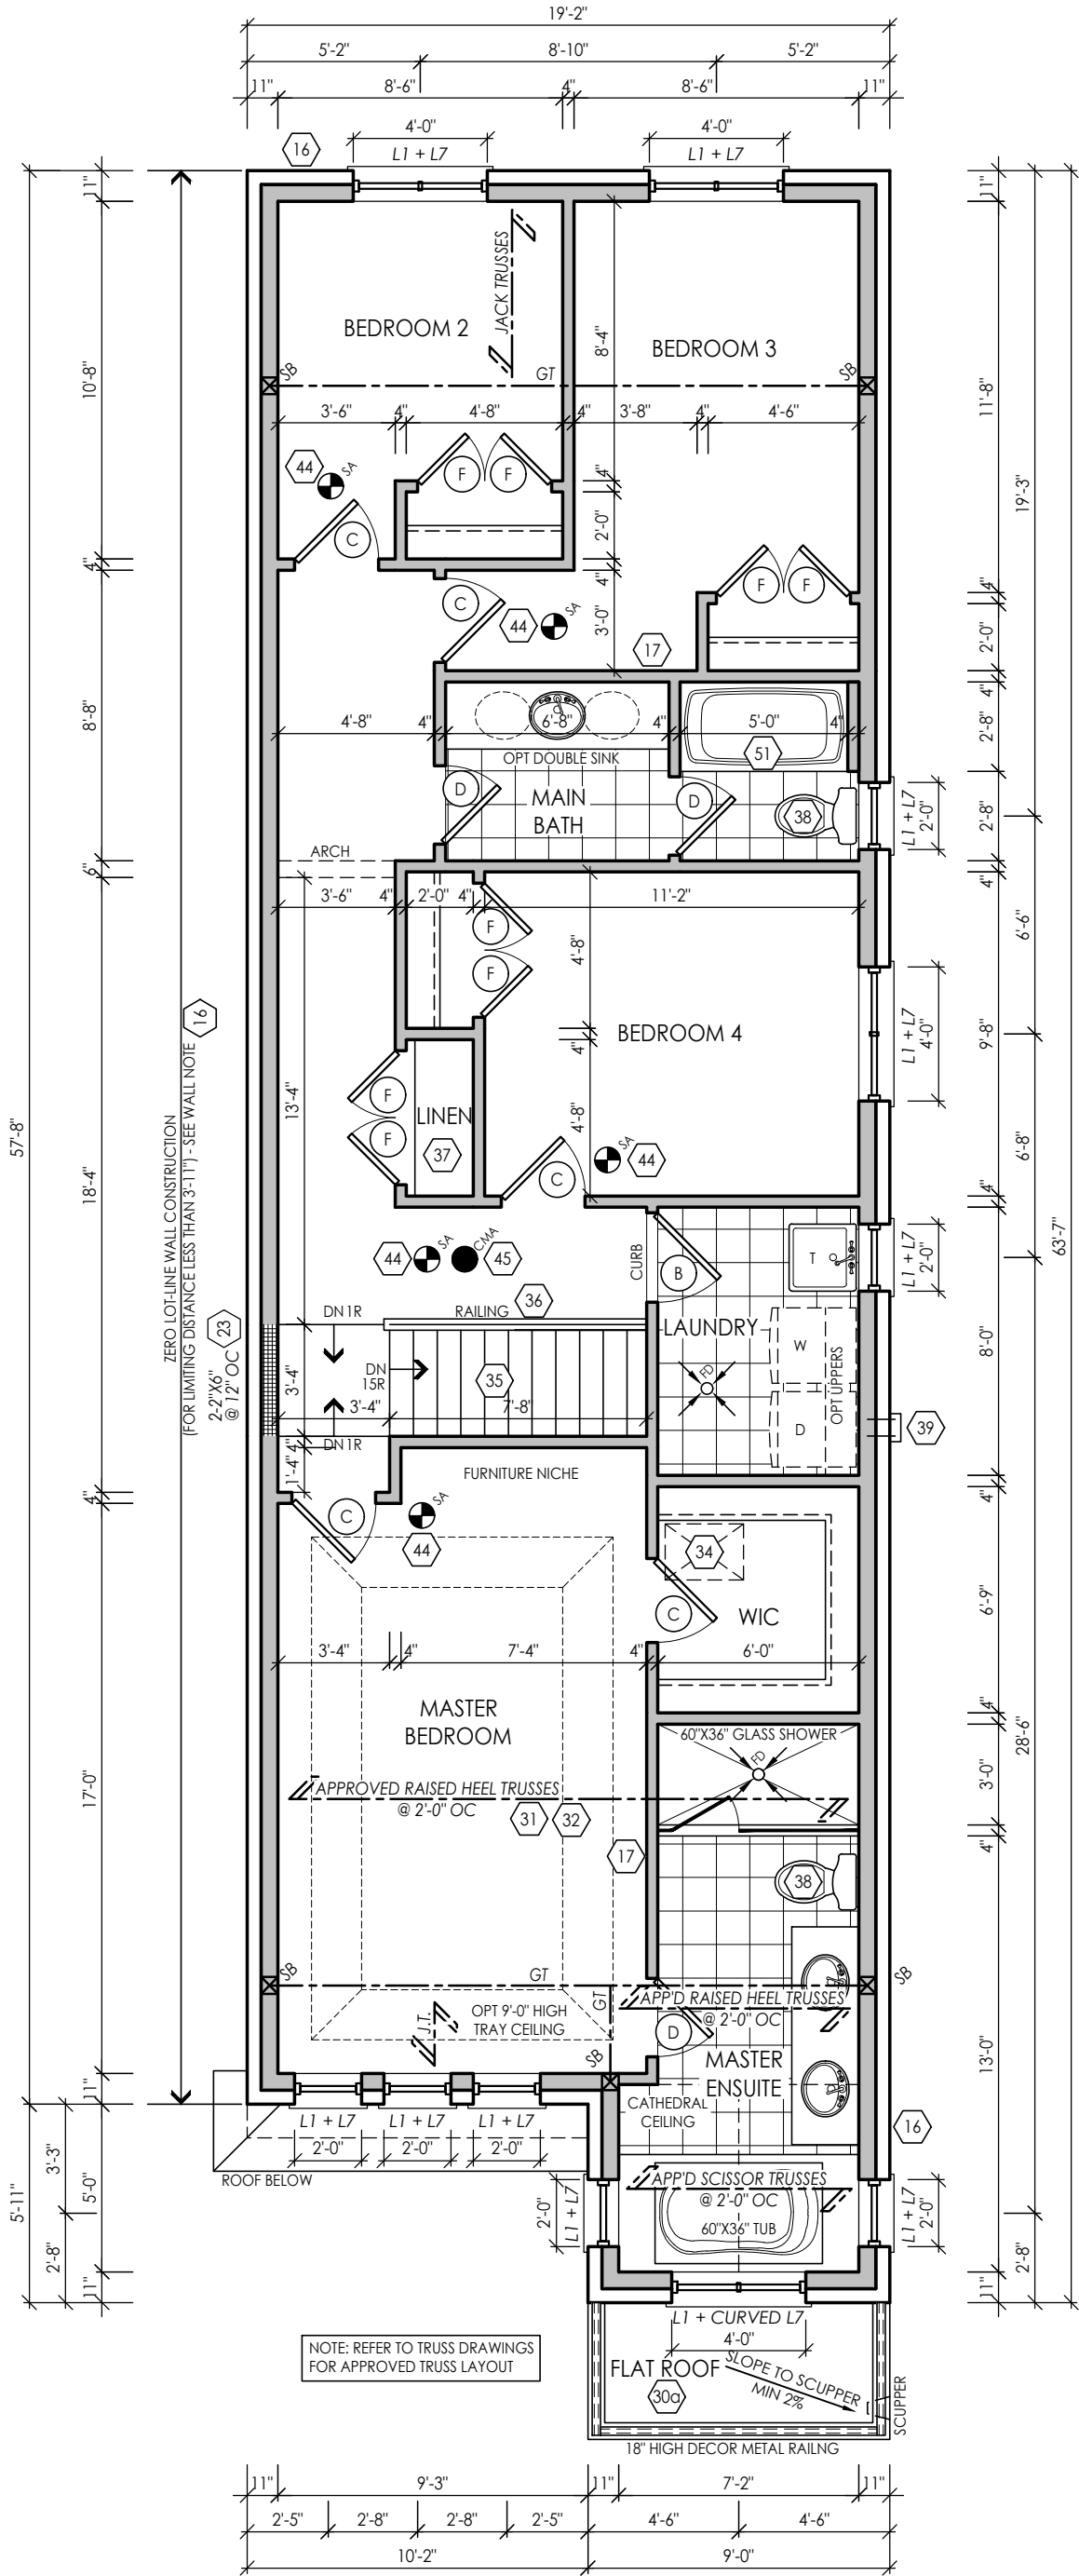 19'-2"
5'-2" 8'-10" 5'-2"
11" 8'-6" 4" 8'-6" 11"
4'-0" 4'-0"
L1 + L7 L1 + L7
16
11" 11"
JACK TRUSSES
BEDROOM 2
BEDROOM 3
8'-4"
SB GT SB
10'-8" 11'-8"
3'-6" 4" 4'-8" 4" 3'-8" 4" 4'-6"
44 SA
F F
4"
2'-0"
C
19'-3"
4" 4"
F F
4"
C
44 SA
3'-0"
17
2'-0"
4"
8'-8"
4'-8" 4" 6'-8" 4" 5'-0" 4"
2'-8"
OPT DOUBLE SINK
51
D
MAIN
BATH
D
38
L1 + L7
2'-0"
2'-8"
ARCH
6"
4"
3'-6" 4" 2'-0" 4" 11'-2"
F
F
4'-8"
6'-6"
L1 + L7
4'-0"
9'-8"
BEDROOM 4
4"
16
ZERO LOT-LINE WALL CONSTRUCTION
(FOR LIMITING DISTANCE LESS THAN 3'-11") - SEE WALL NOTE
57'-8"
13'-4"
F
F
LINEN
37
4'-8"
6'-8"
18'-4"
C
SA 44
4"
63'-7"
44 SA CMA 45
CURB
B
T
L1 + L7
2'-0"
23
2-2"X6"
@ 12" OC
DN 1R
RAILING 36
LAUNDRY
W
D
OPT UPPERS
FD
8'-0"
3'-4"
DN
15R
35
3'-4" 7'-8"
39
DN 1R
4"
1'-4"
FURNITURE NICHE
4" 4"
C
SA
44
34
C
WIC
6'-9"
3'-4" 4" 7'-4" 4" 6'-0"
MASTER
BEDROOM
4"
60"X36" GLASS SHOWER
FD
28'-6"
3'-0"
17'-0"
APPROVED RAISED HEEL TRUSSES
@ 2'-0" OC
31 32
17
4"
38
SB GT SB
GT
APP'D RAISED HEEL TRUSSES
@ 2'-0" OC
OPT 9'-0" HIGH
TRAY CEILING
J.T.
D
SB
MASTER
ENSUITE
13'-0"
11"
CATHEDRAL
CEILING
16
L1 + L7 L1 + L7 L1 + L7
2'-0" 2'-0" 2'-0"
ROOF BELOW
5'-11"
3'-3"
5'-0"
2'-8"
11"
APP'D SCISSOR TRUSSES
@ 2'-0" OC
60"X36" TUB
2'-0"
L1 + L7
L1 + L7
2'-0"
2'-8"
11"
L1 + CURVED L7
4'-0"
NOTE: REFER TO TRUSS DRAWINGS
FOR APPROVED TRUSS LAYOUT
FLAT ROOF
30a
SLOPE TO SCUPPER
MIN 2%
SCUPPER
18" HIGH DECOR METAL RAILNG
11" 9'-3" 11" 7'-2" 11"
2'-5" 2'-8" 2'-8" 2'-5" 4'-6" 4'-6"
10'-2" 9'-0"